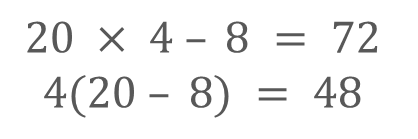 20 × 4 – 8 = 72
4(20 – 8) = 48